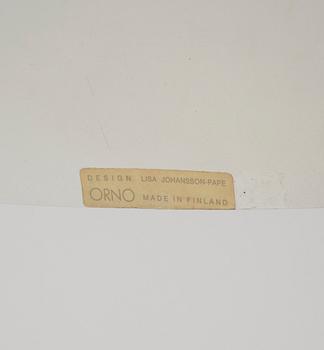 DESIGN LISA JOHANSSON-PAPE
ORNO MADE IN FINLAND